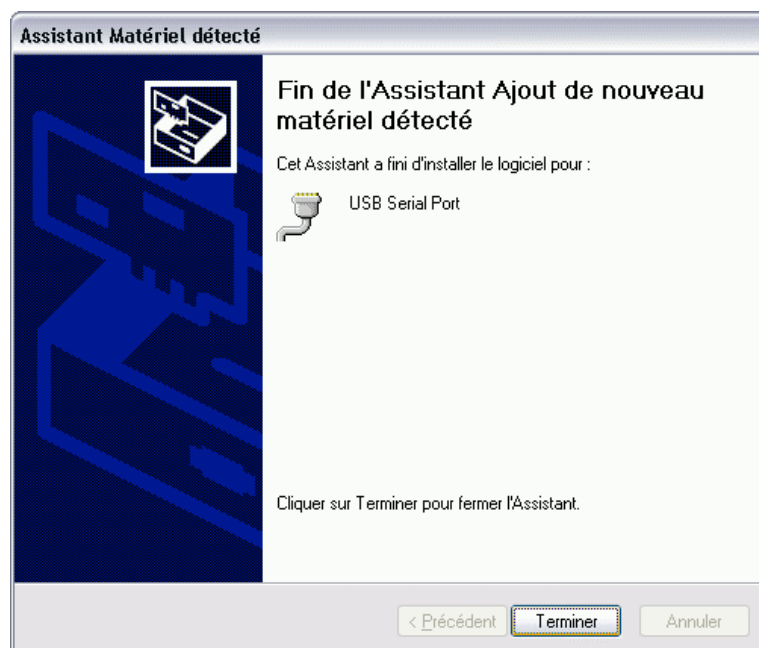 Assistant Matériel détecté
Fin de l'Assistant Ajout de nouveau
matériel détecté
Cet Assistant a fini d'installer le logiciel pour :
USB Serial Port
Cliquer sur Terminer pour fermer l'Assistant.
< Précédent Terminer Annuler